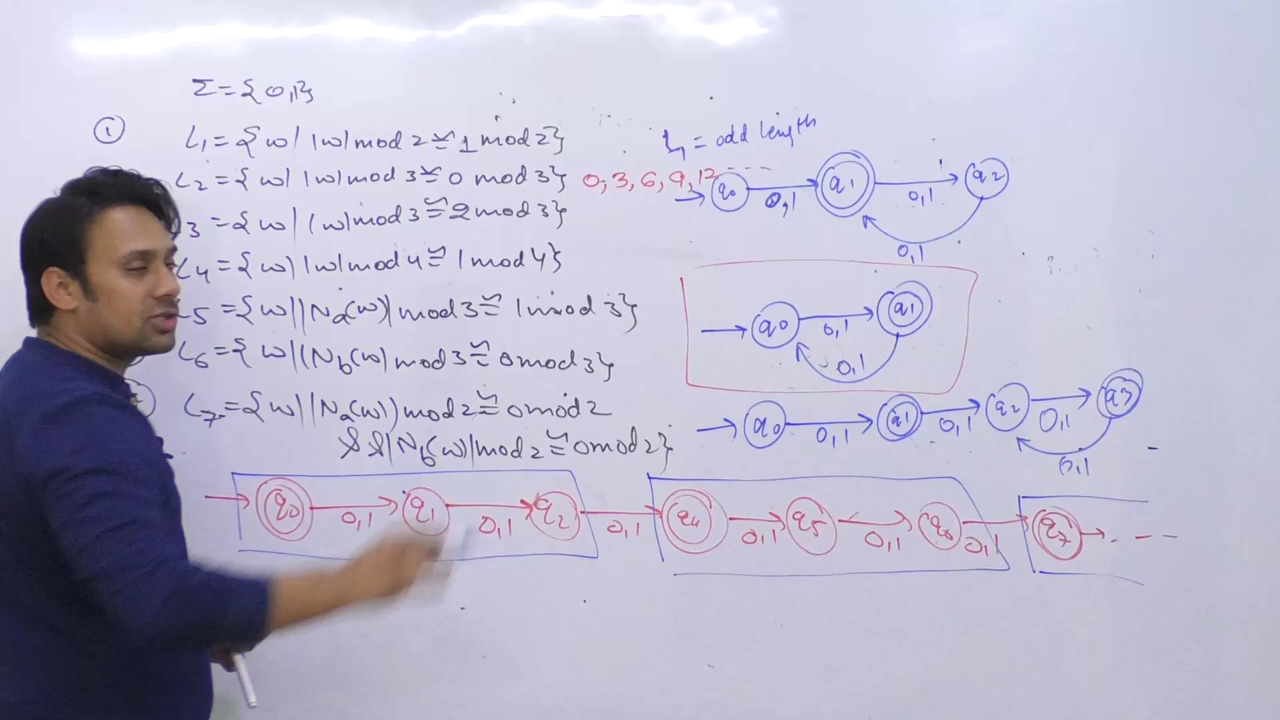 Σ = {0,1}
①
L₁ = {w | |w| mod 2 ≅ 1 mod 2}
L₂ = {w | |w| mod 3 ≅ 0 mod 3} 0, 3, 6, 9, 12 ---
3 = {w | |w| mod 3 ≅ 2 mod 3}
L₄ = {w | |w| mod 4 ≅ 1 mod 4}
5 = {w | |Nₐ(w)| mod 3 ≅ 1 mod 3}
L₆ = {w | (N_b(w) mod 3 ≅ 0 mod 3}
L₇ = {w | |Nₐ(w)| mod 2 ≅ 0 mod 2
&& |N_b(w)| mod 2 ≅ 0 mod 2}
L₁ = odd length
q₀ 0,1 q₁ 0,1 q₂
0,1
q₀ 0,1 q₁
0,1
q₀ 0,1 q₁ 0,1 q₂ 0,1 q₃
0,1
q₀ 0,1 q₁ 0,1 q₂ 0,1 q₄ 0,1 q₅ 0,1 q₆ 0,1 q₇ ---